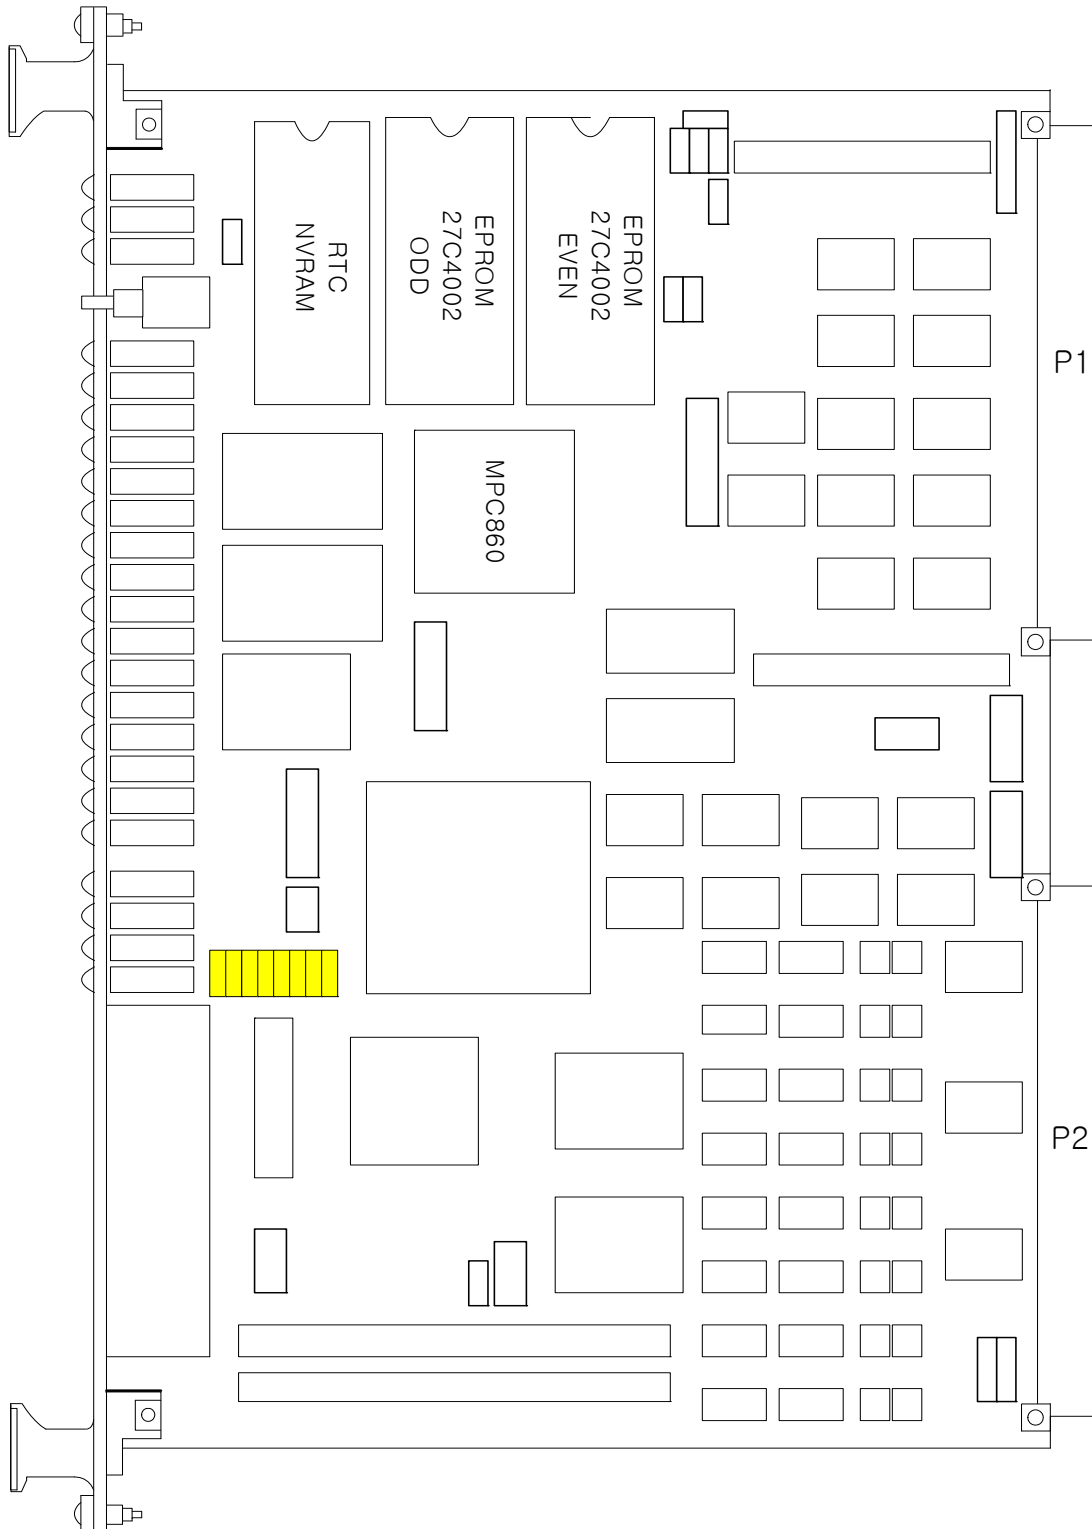 RTC
NVRAM
EPROM
27C4002
ODD
EPROM
27C4002
EVEN
P1
MPC860
P2